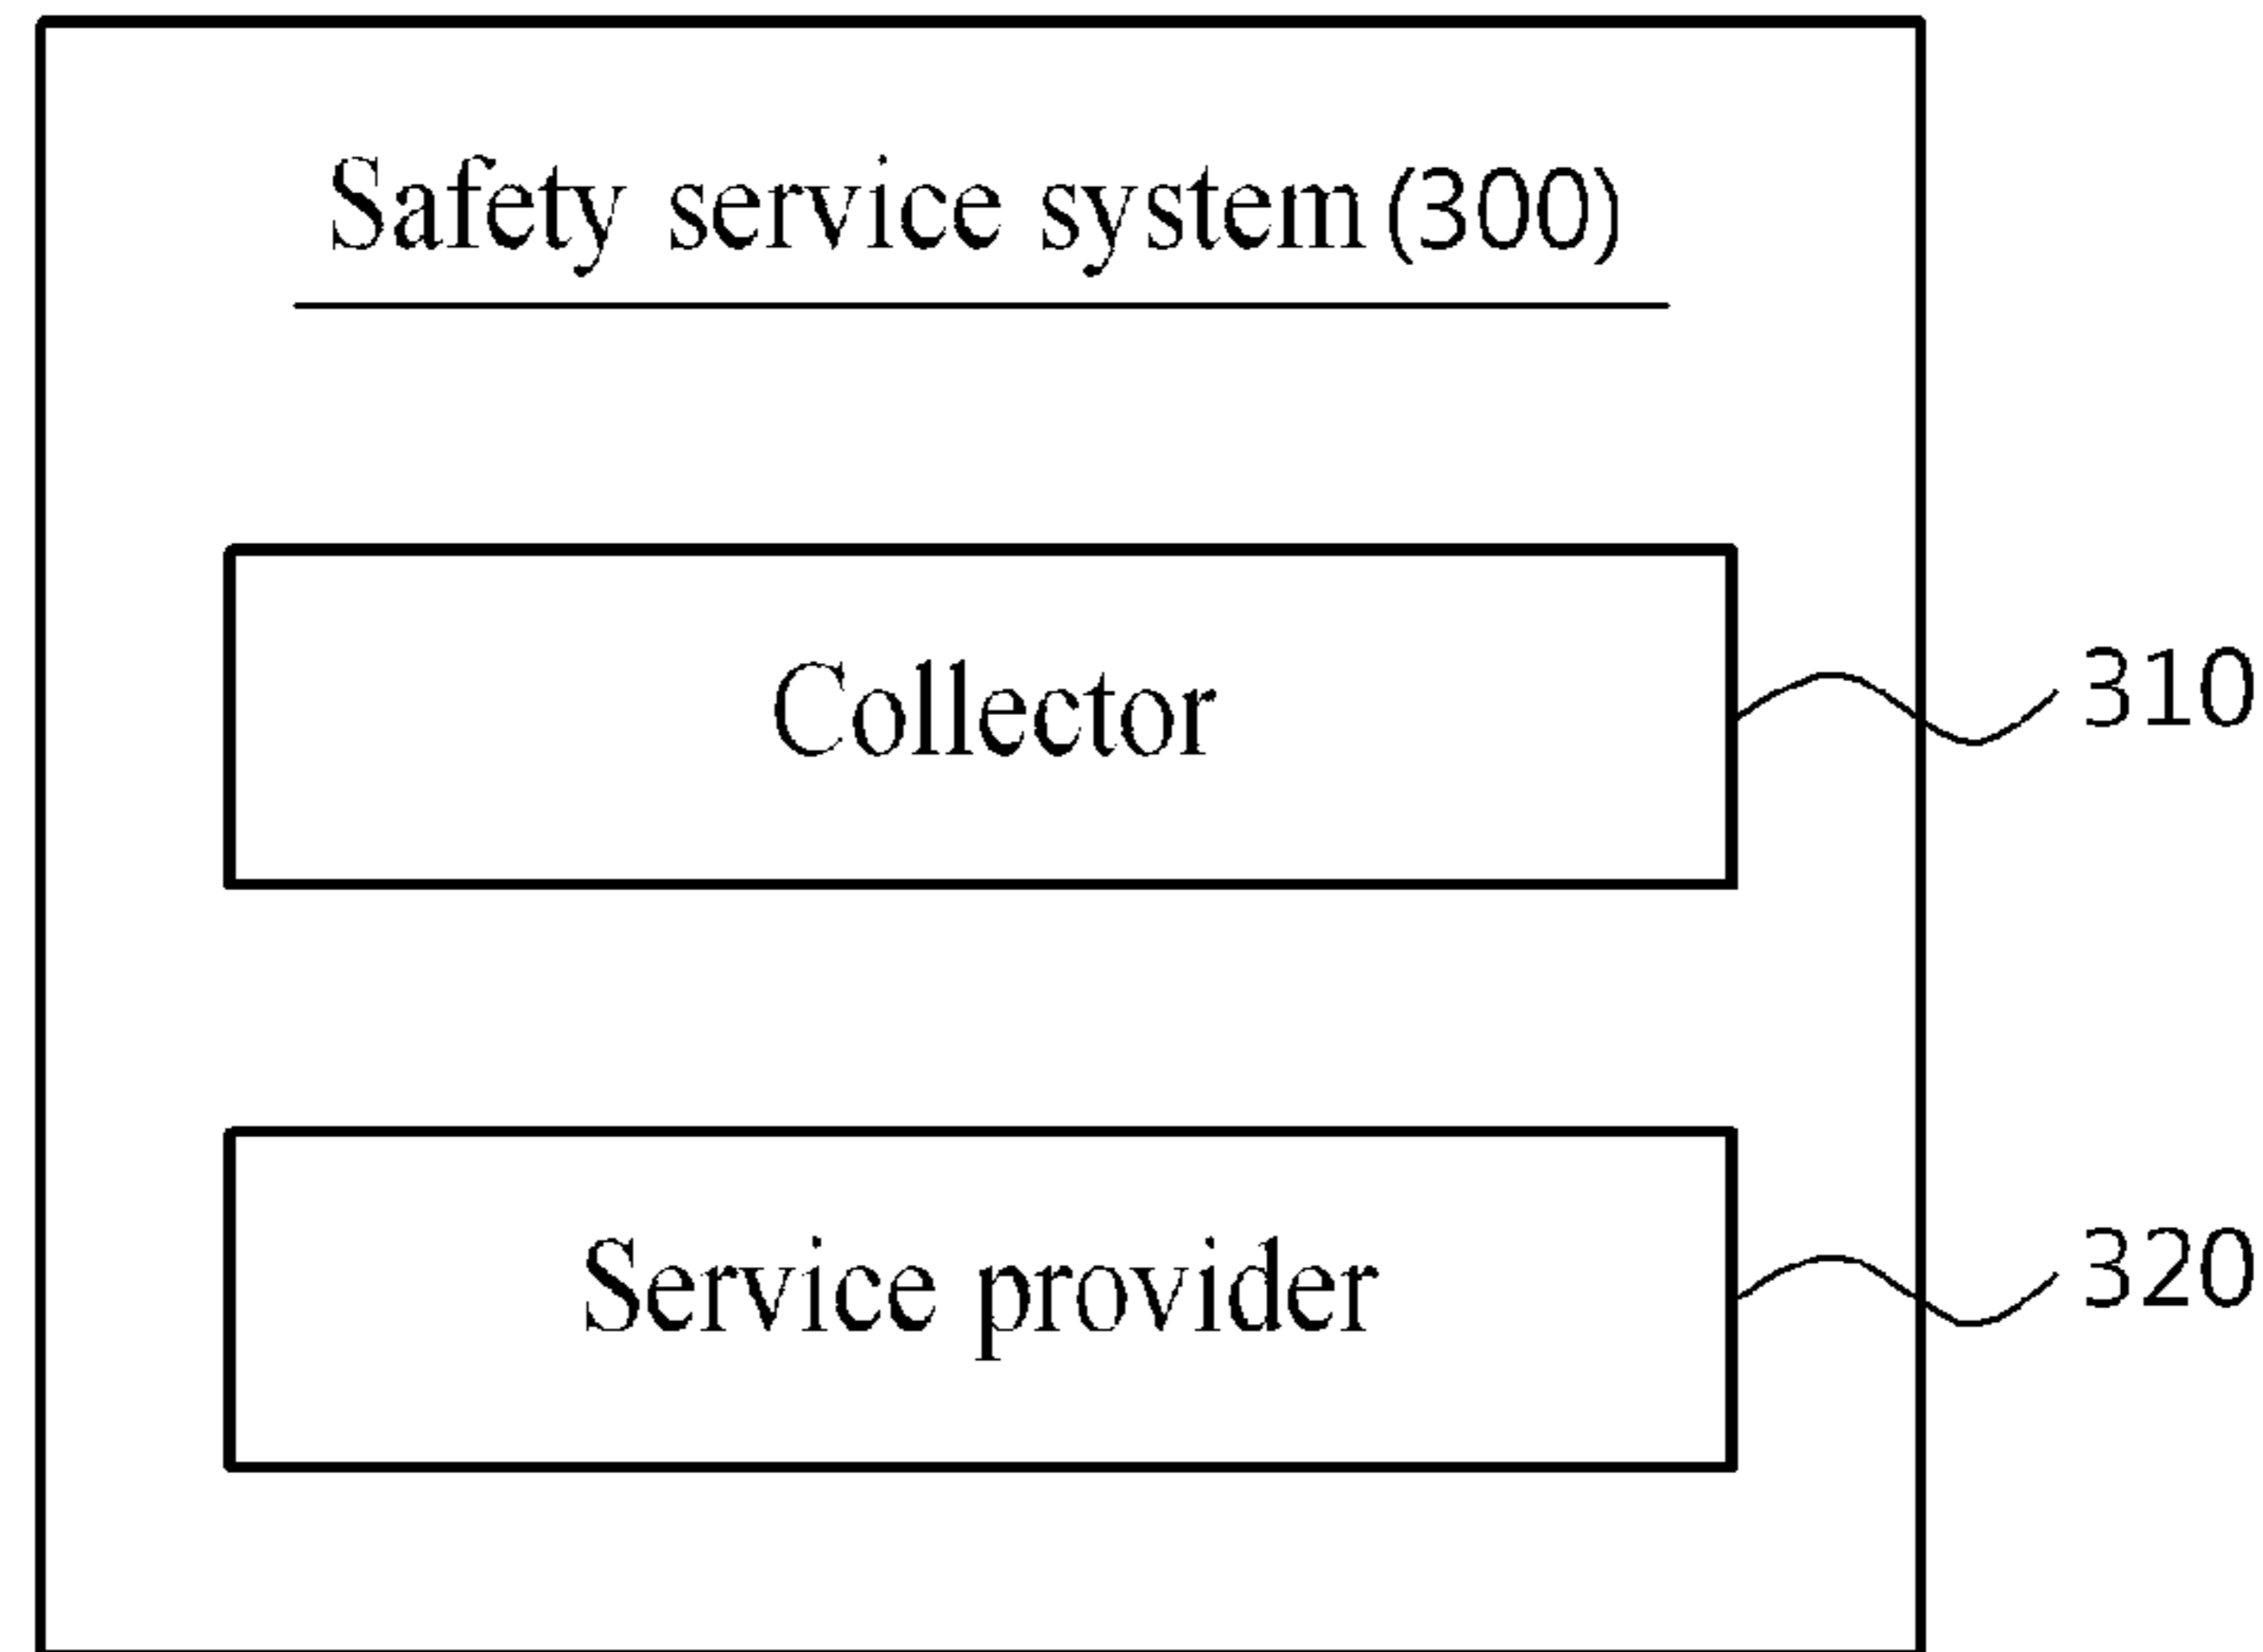 Safety service system (300)
Collector
310
Service provider
320